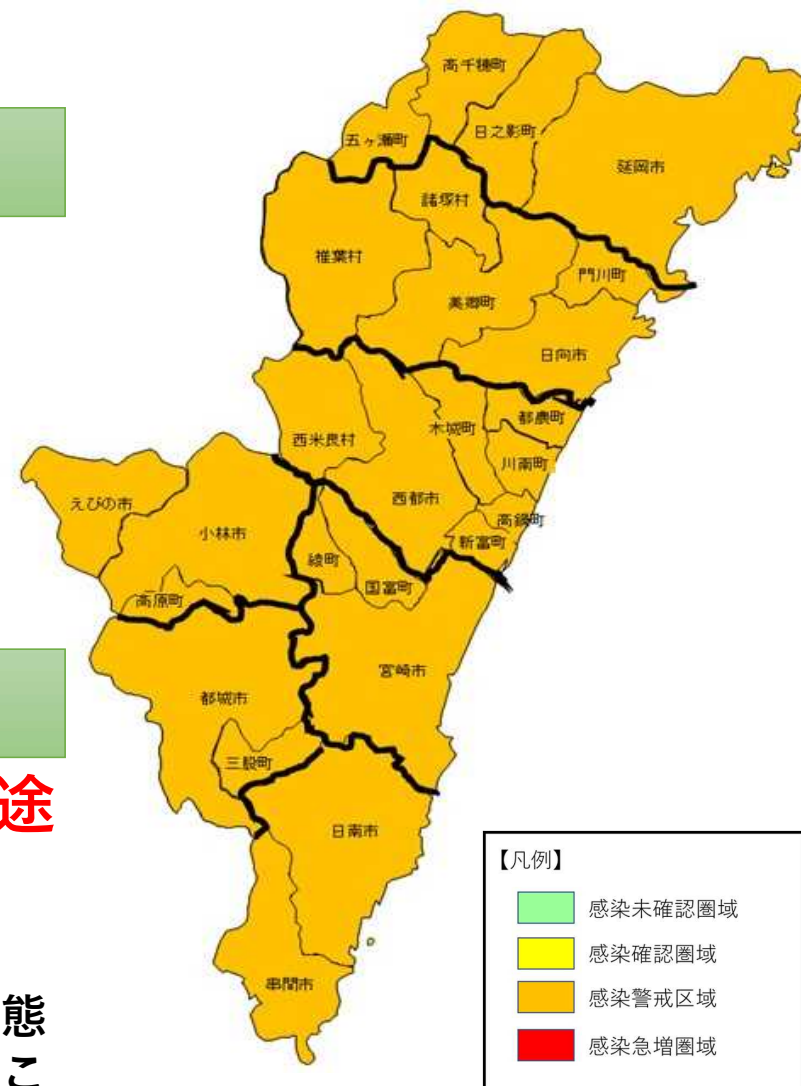 高千穂町
日之影町
五ヶ瀬町
延岡市
諸塚村
椎葉村
門川町
美郷町
日向市
都農町
木城町
西米良村
川南町
西都市
えびの市
高鍋町
小林市
新富町
綾町
国富町
高原町
宮崎市
都城市
三股町
途
日南市
【凡例】
感染未確認圏域
感染確認圏域
串間市
感染警戒区域
態
感染急増圏域
こ